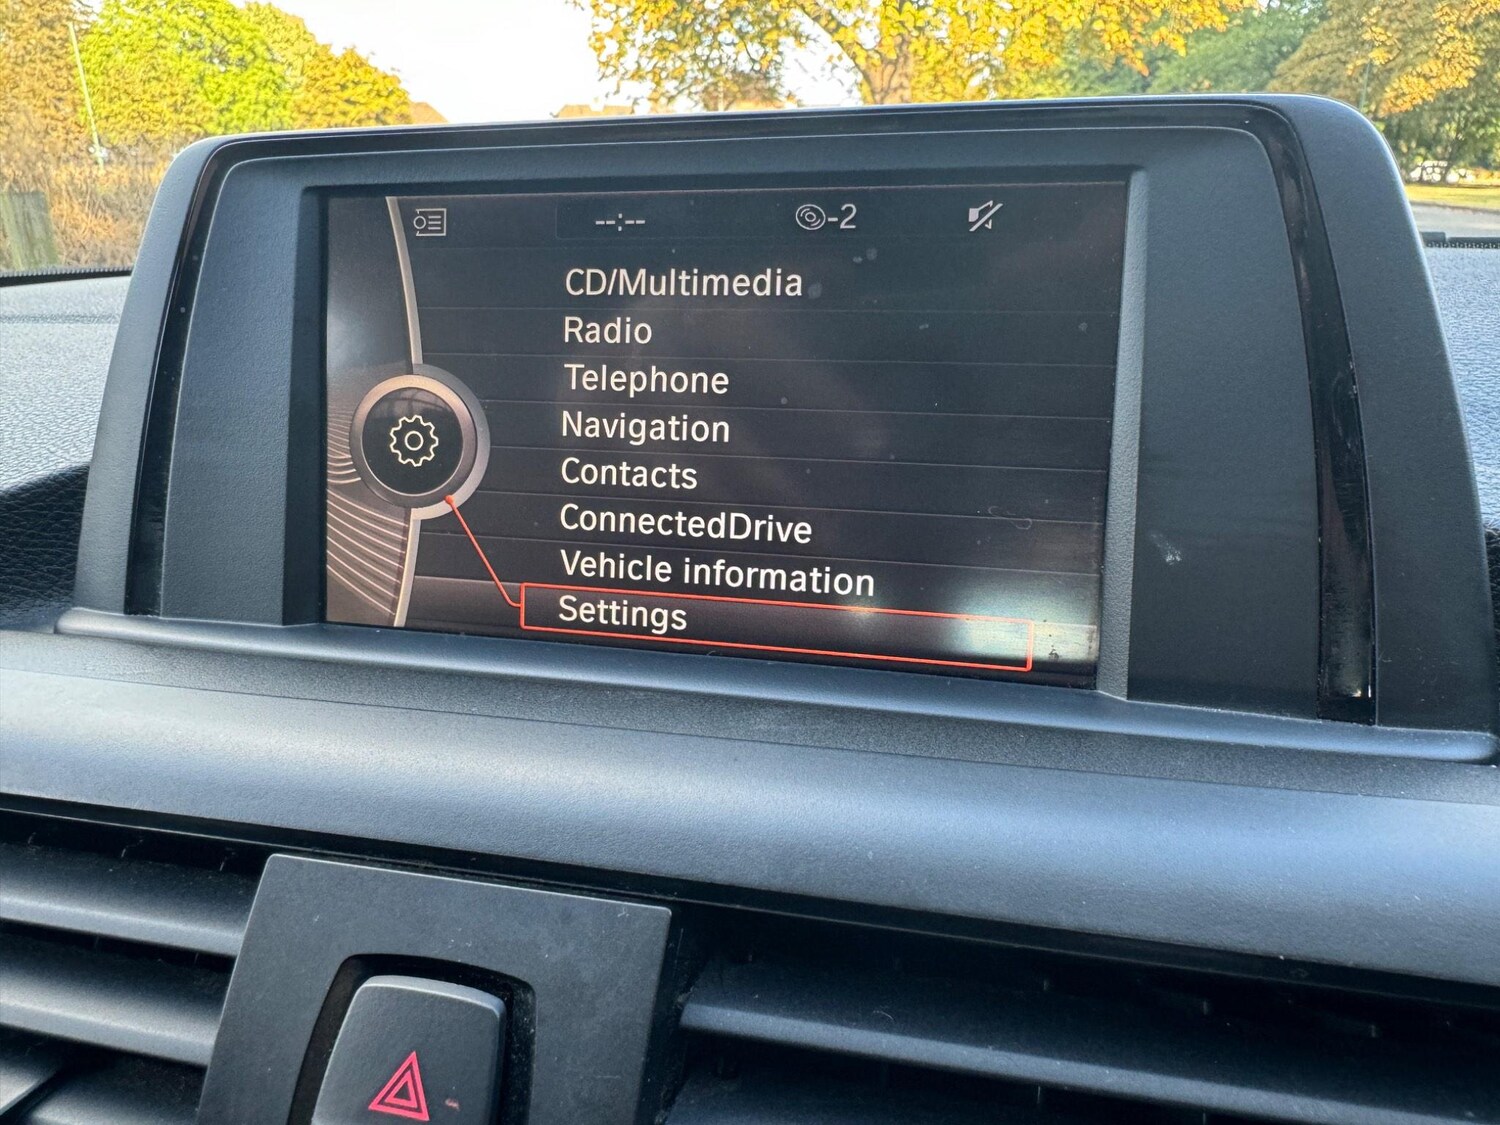 --:-- -2
CD/Multimedia
Radio
Telephone
Navigation
Contacts
ConnectedDrive
Vehicle information
Settings